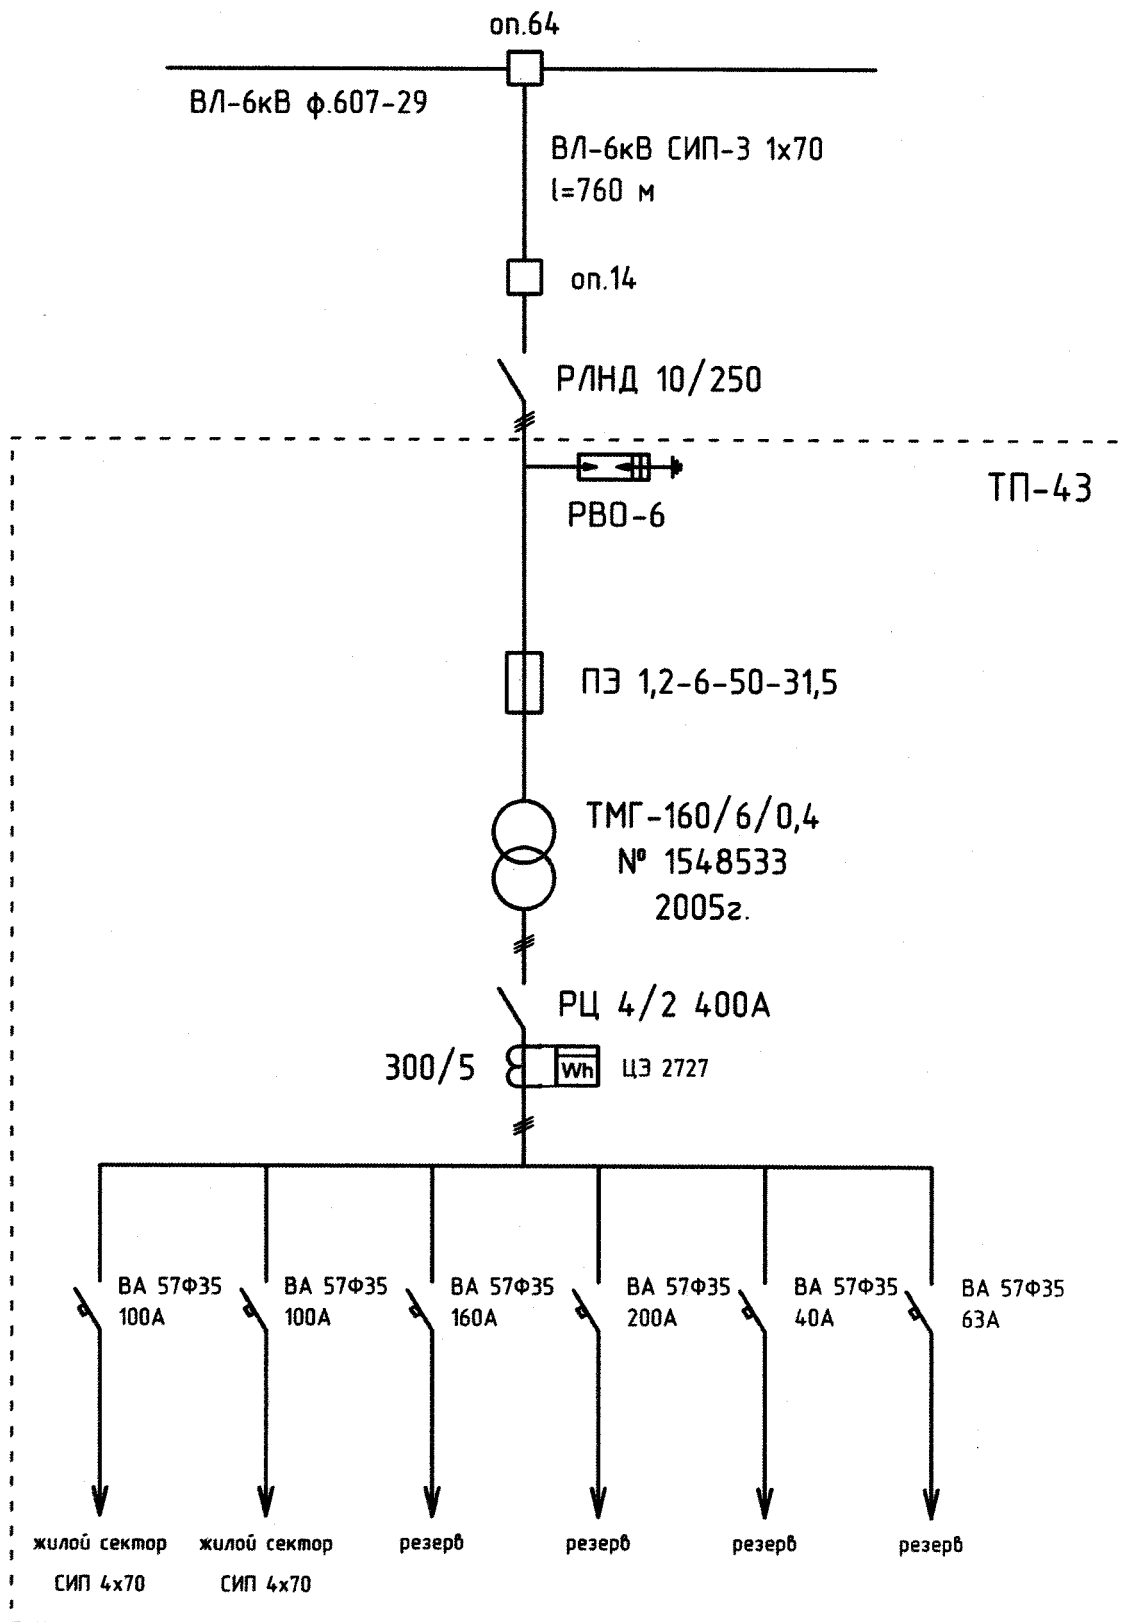 оп.64
ВЛ-6кВ ф.607-29
ВЛ-6кВ СИП-3 1х70
l=760 м
оп.14
РЛНД 10/250
ТП-43
РВО-6
ПЭ 1,2-6-50-31,5
ТМГ-160/6/0,4
№ 1548533
2005г.
РЦ 4/2 400А
300/5
Wh
ЦЭ 2727
ВА 57Ф35
100А
ВА 57Ф35
100А
ВА 57Ф35
160А
ВА 57Ф35
200А
ВА 57Ф35
40А
ВА 57Ф35
63А
жилой сектор
СИП 4х70
жилой сектор
СИП 4х70
резерв
резерв
резерв
резерв